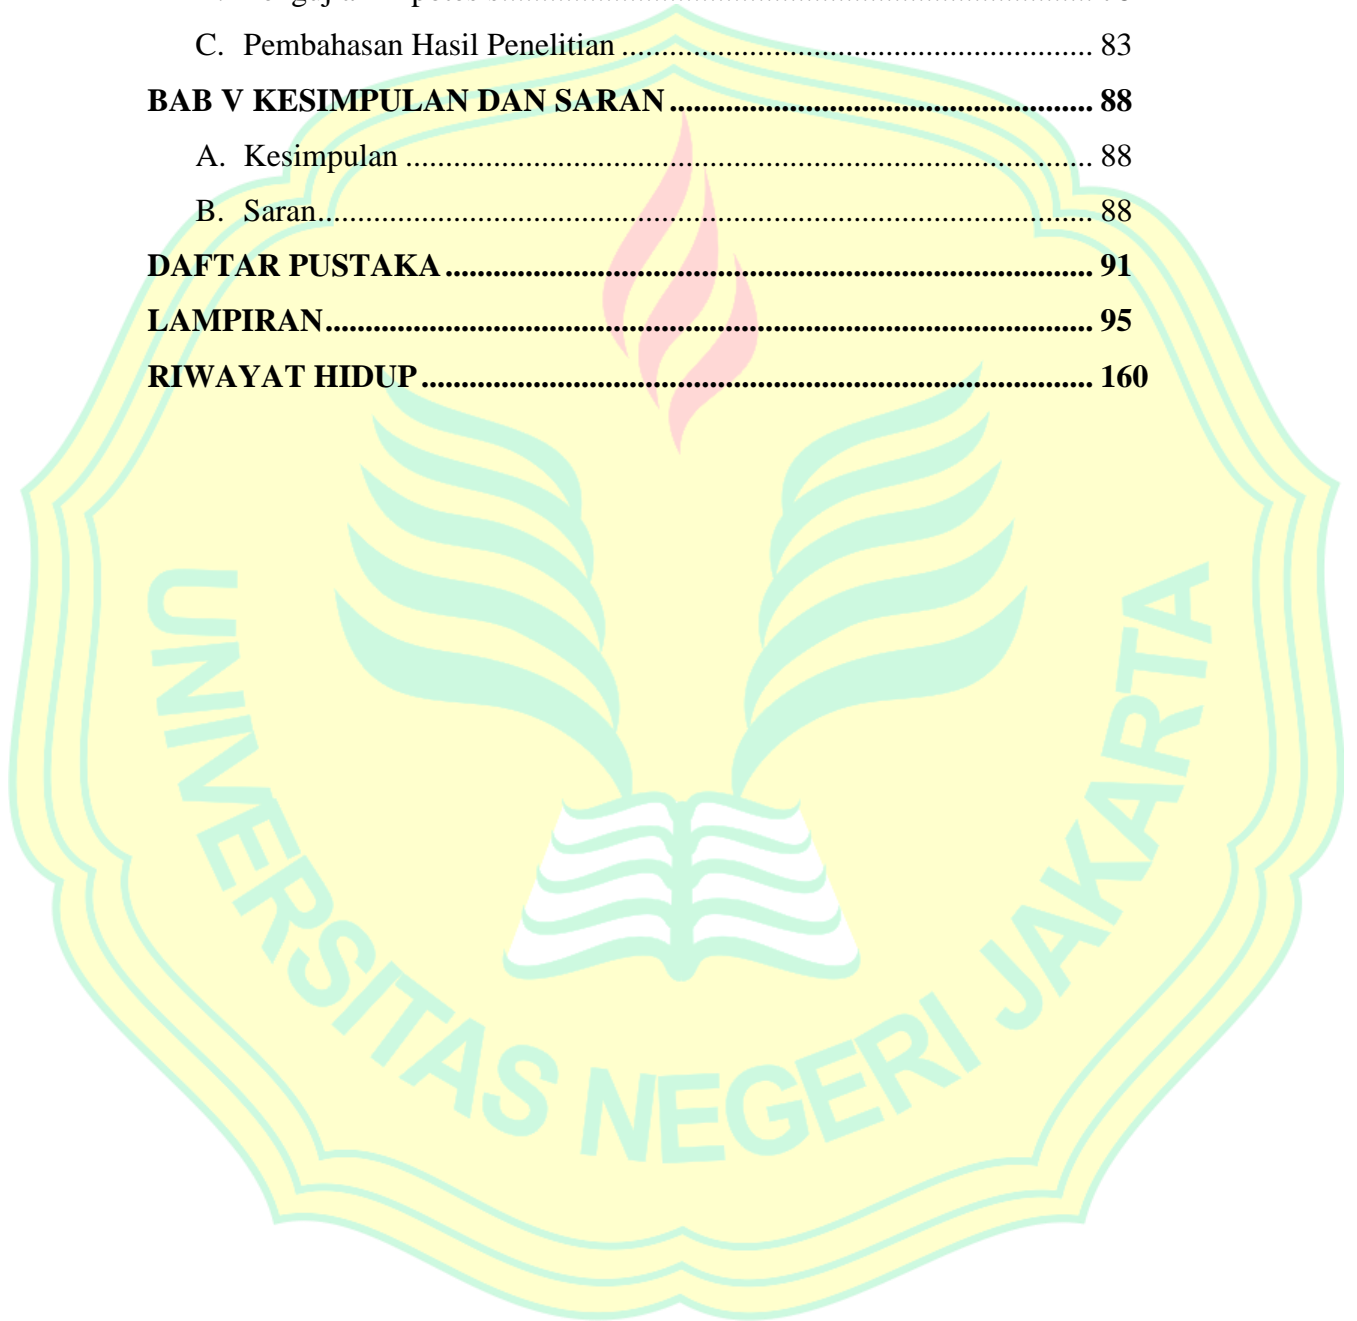 C. Pembahasan Hasil Penelitian ........................................................... 83
BAB V KESIMPULAN DAN SARAN ..................................................... 88
A. Kesimpulan ...................................................................................... 88
B. Saran................................................................................................. 88
DAFTAR PUSTAKA ................................................................................. 91
LAMPIRAN................................................................................................ 95
RIWAYAT HIDUP .................................................................................... 160
UNIVERSITAS NEGERI JAKARTA